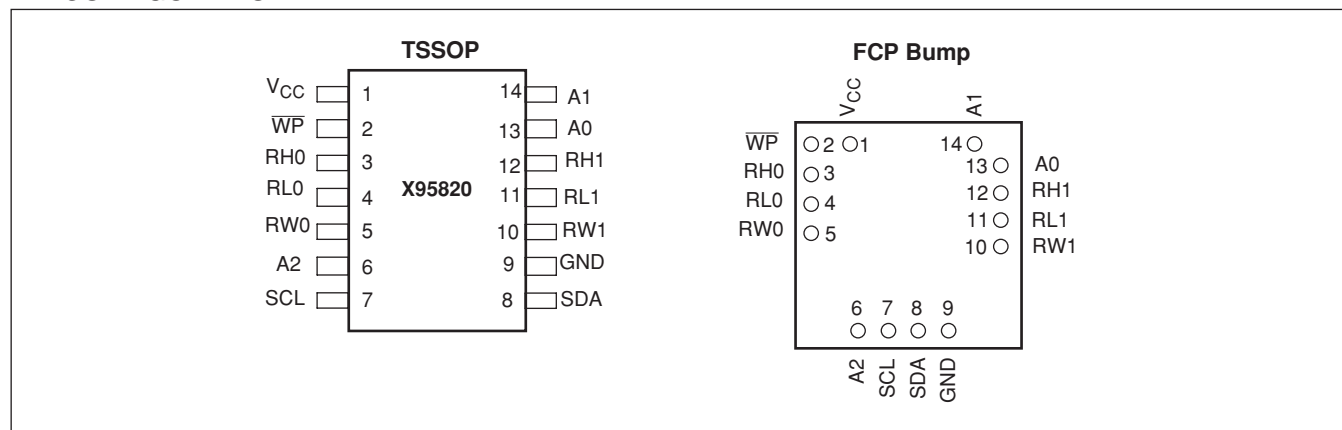 TSSOP
VCC 1 14 A1
WP 2 13 A0
RH0 3 12 RH1
RL0 4 X95820 11 RL1
RW0 5 10 RW1
A2 6 9 GND
SCL 7 8 SDA
FCP Bump
VCC A1
WP 2 1 14
13 A0
RH0 3 12 RH1
RL0 4 11 RL1
RW0 5 10 RW1
6 7 8 9
A2 SCL SDA GND